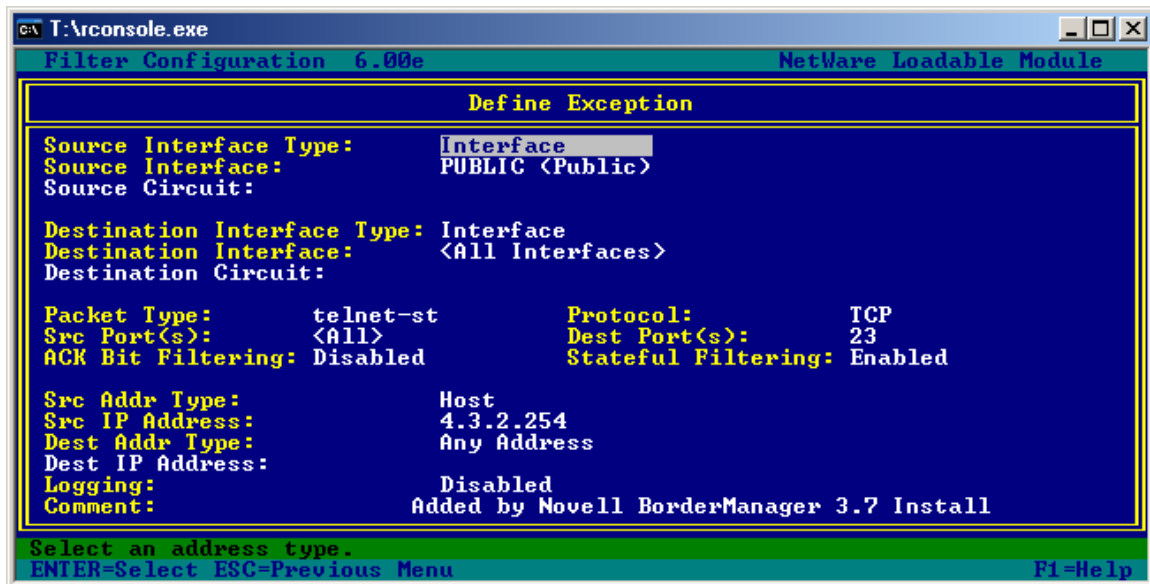 T:\rconsole.exe
Filter Configuration 6.00e NetWare Loadable Module
Define Exception
Source Interface Type: Interface
Source Interface: PUBLIC <Public>
Source Circuit:
Destination Interface Type: Interface
Destination Interface: <All Interfaces>
Destination Circuit:
Packet Type: telnet-st Protocol: TCP
Src Port(s): <All> Dest Port(s): 23
ACK Bit Filtering: Disabled Stateful Filtering: Enabled
Src Addr Type: Host
Src IP Address: 4.3.2.254
Dest Addr Type: Any Address
Dest IP Address:
Logging: Disabled
Comment: Added by Novell BorderManager 3.7 Install
Select an address type.
ENTER=Select ESC=Previous Menu F1=Help